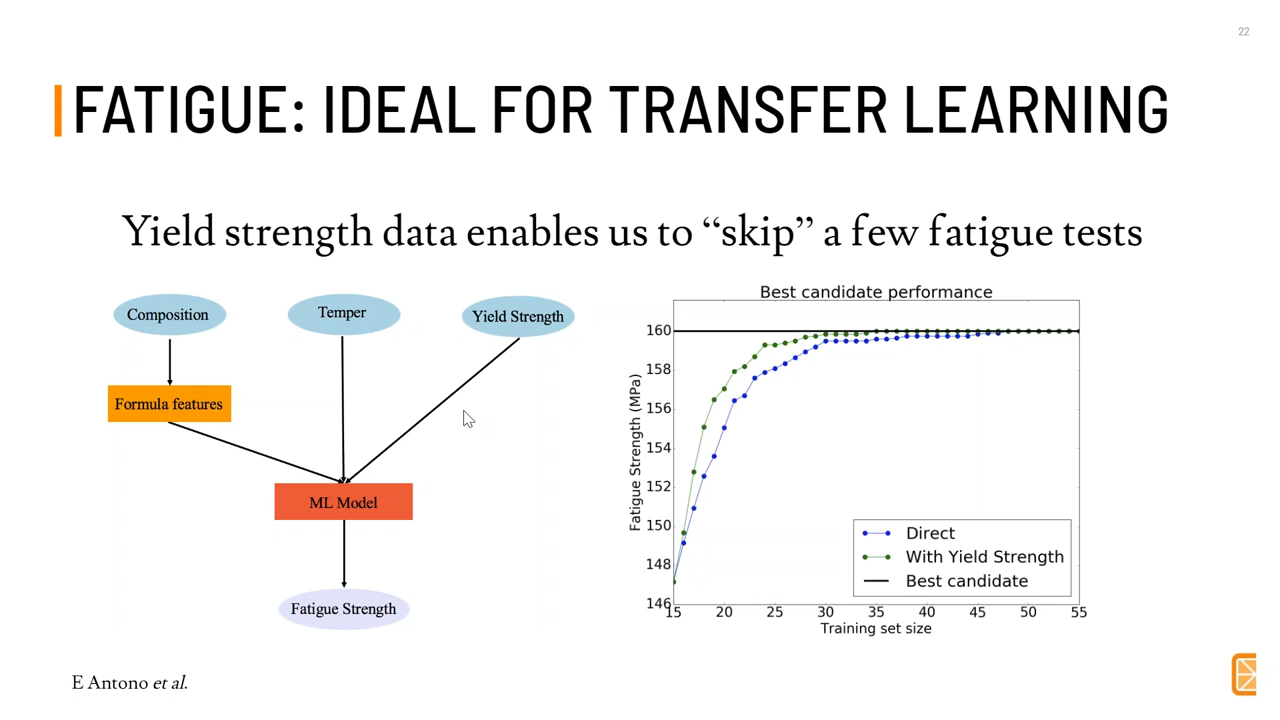 22
FATIGUE: IDEAL FOR TRANSFER LEARNING
Yield strength data enables us to “skip” a few fatigue tests
Composition
Temper
Yield Strength
Formula features
ML Model
Fatigue Strength
Best candidate performance
Fatigue Strength (MPa)
160
158
156
154
152
150
148
146
15 20 25 30 35 40 45 50 55
Training set size
Direct
With Yield Strength
Best candidate
E Antono et al.